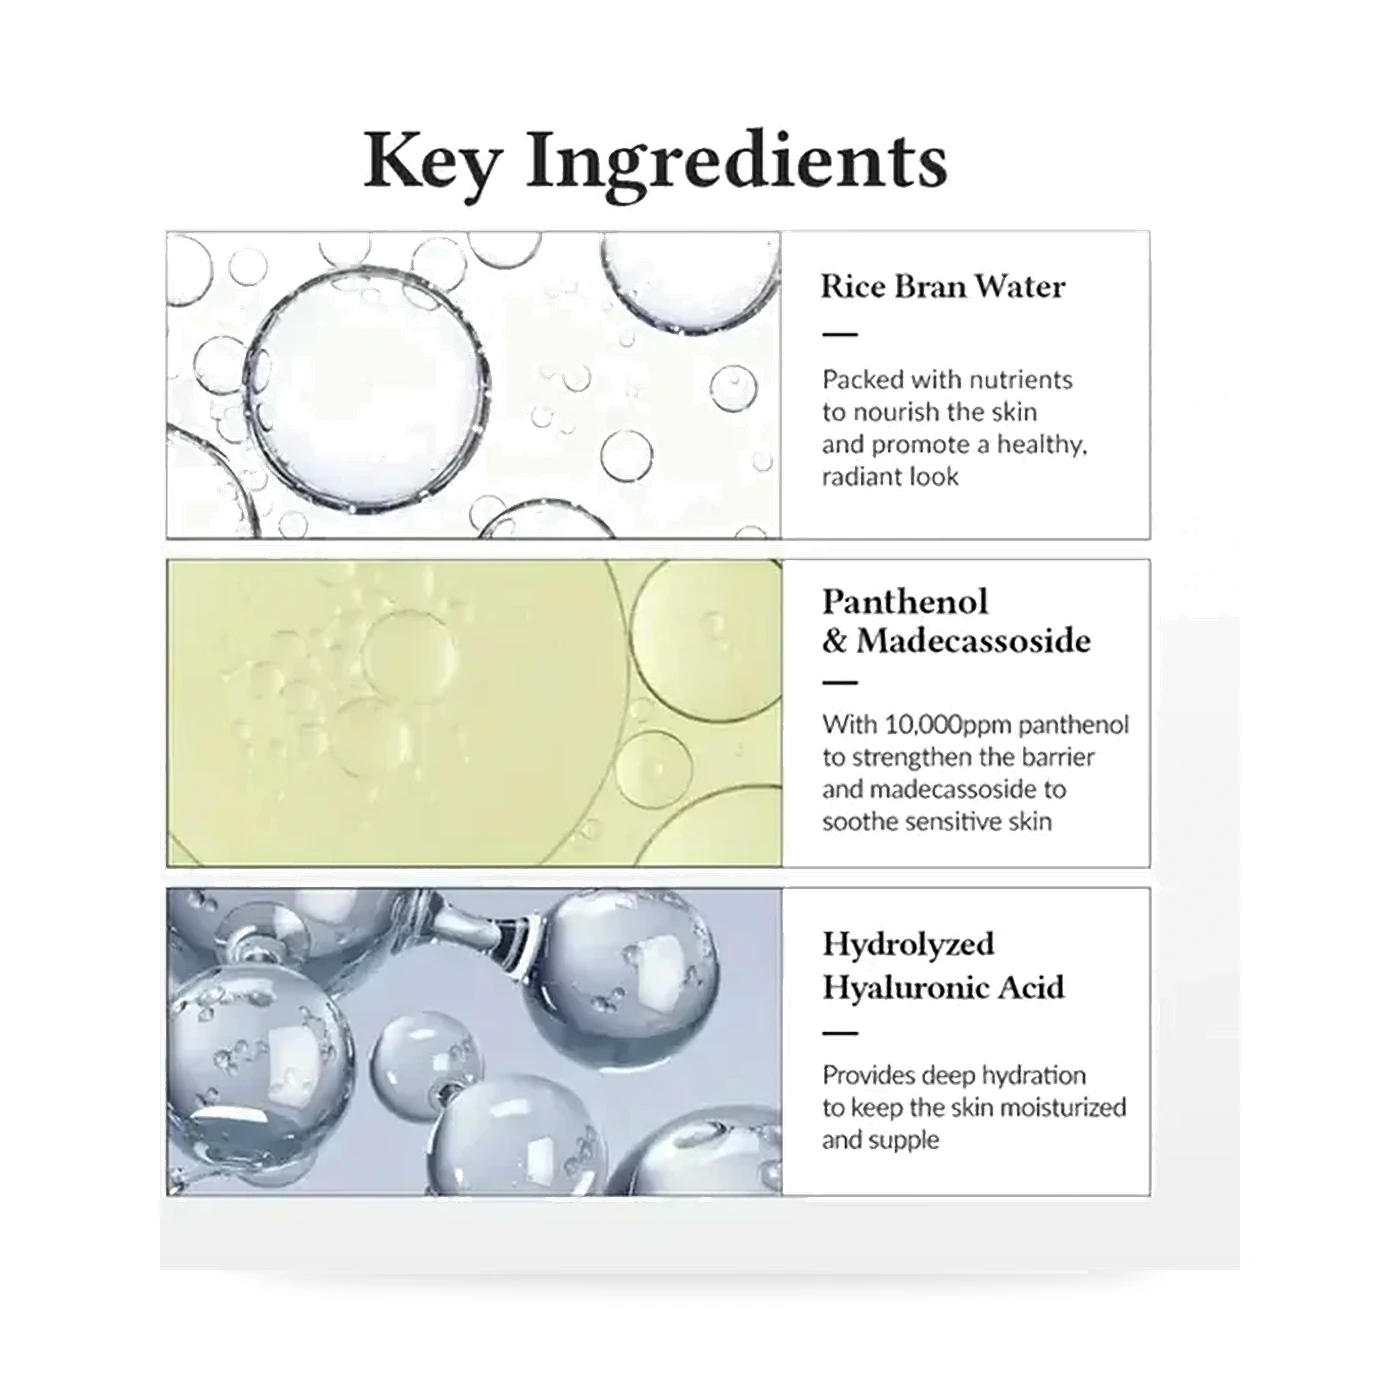 Key Ingredients
Rice Bran Water
Packed with nutrients
to nourish the skin
and promote a healthy,
radiant look
Panthenol
& Madecassoside
With 10,000ppm panthenol
to strengthen the barrier
and madecassoside to
soothe sensitive skin
Hydrolyzed
Hyaluronic Acid
Provides deep hydration
to keep the skin moisturized
and supple